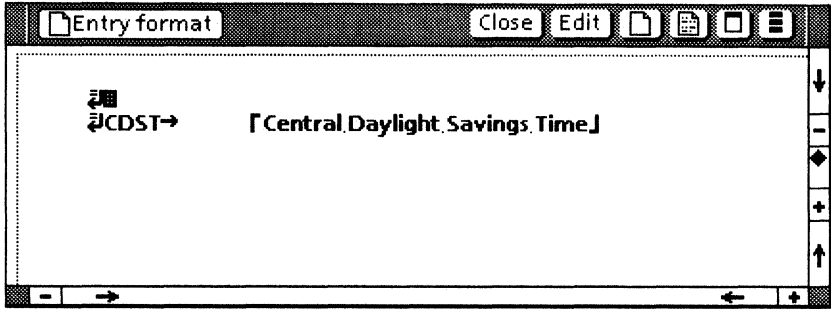 Entry format Close Edit
CDST→ 「Central Daylight Savings Time」